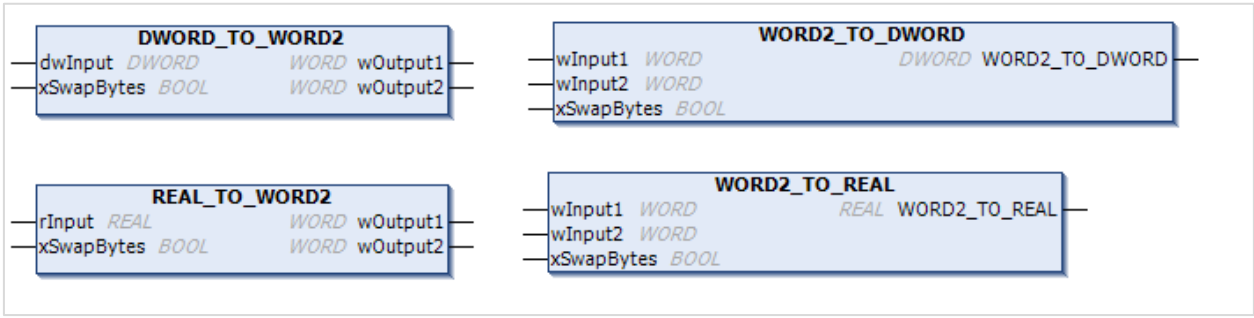 DWORD_TO_WORD2
dwInput DWORD WORD wOutput1
xSwapBytes BOOL WORD wOutput2
WORD2_TO_DWORD
wInput1 WORD DWORD WORD2_TO_DWORD
wInput2 WORD
xSwapBytes BOOL
REAL_TO_WORD2
rInput REAL WORD wOutput1
xSwapBytes BOOL WORD wOutput2
WORD2_TO_REAL
wInput1 WORD REAL WORD2_TO_REAL
wInput2 WORD
xSwapBytes BOOL